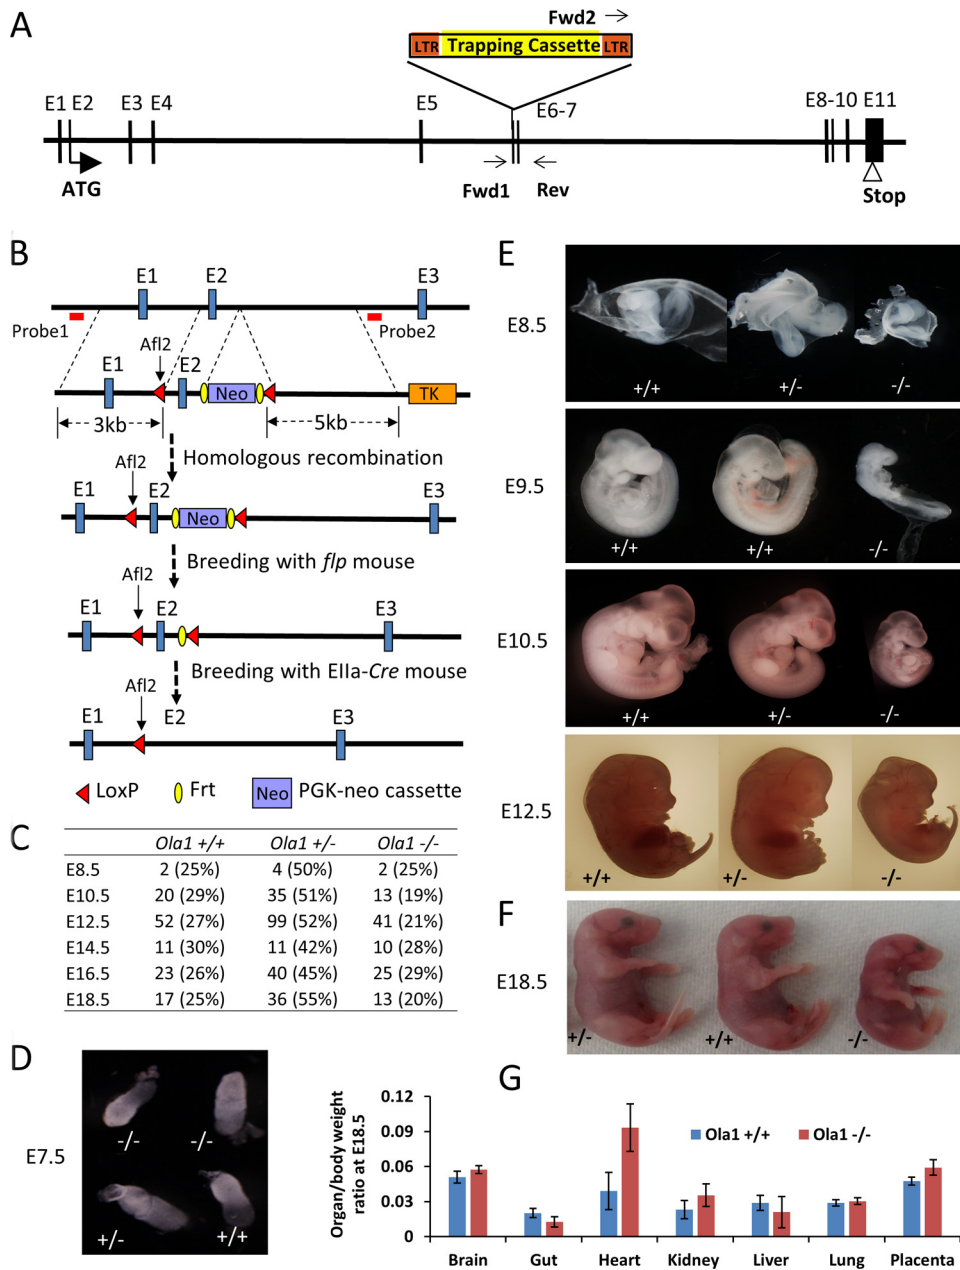 A
Fwd2
LTR Trapping Cassette LTR
E1 E2 E3 E4 E5 E6-7 E8-10 E11
ATG Fwd1 Rev Stop
B
E1 E2 E3
Probe1 Probe2
Afl2
E1 E2 Neo TK
3kb 5kb
Homologous recombination
Afl2
E1 E2 Neo E3
Breeding with flp mouse
Afl2
E1 E2 E3
Breeding with EIIa-Cre mouse
Afl2
E1 E2 E3
LoxP Frt Neo PGK-neo cassette
C
Ola1 +/+ Ola1 +/- Ola1 -/-
E8.5 2 (25%) 4 (50%) 2 (25%)
E10.5 20 (29%) 35 (51%) 13 (19%)
E12.5 52 (27%) 99 (52%) 41 (21%)
E14.5 11 (30%) 11 (42%) 10 (28%)
E16.5 23 (26%) 40 (45%) 25 (29%)
E18.5 17 (25%) 36 (55%) 13 (20%)
D
E7.5
-/- -/-
+/- +/+
E
E8.5
+/+ +/- -/-
E9.5
+/+ +/+ -/-
E10.5
+/+ +/- -/-
E12.5
+/+ +/- -/-
F
E18.5
+/- +/+ -/-
G
Organ/body weight
ratio at E18.5
0.12
0.09
0.06
0.03
0
Ola1 +/+ Ola1 -/-
Brain Gut Heart Kidney Liver Lung Placenta